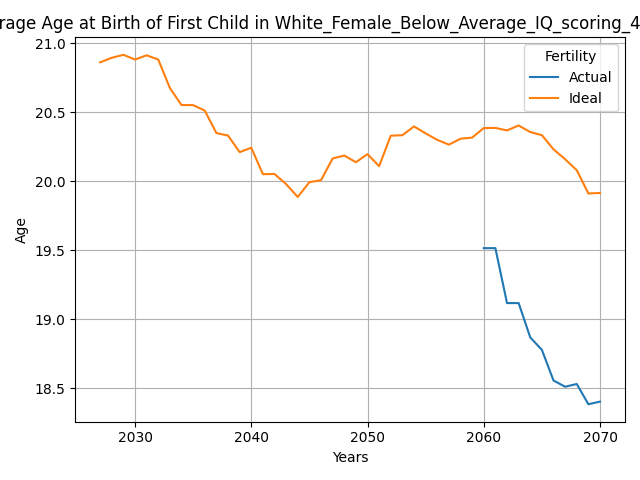 rage Age at Birth of First Child in White_Female_Below_Average_IQ_scoring_4
Fertility
Actual
Ideal
21.0
20.5
20.0
19.5
19.0
18.5
Age
2030 2040 2050 2060 2070
Years